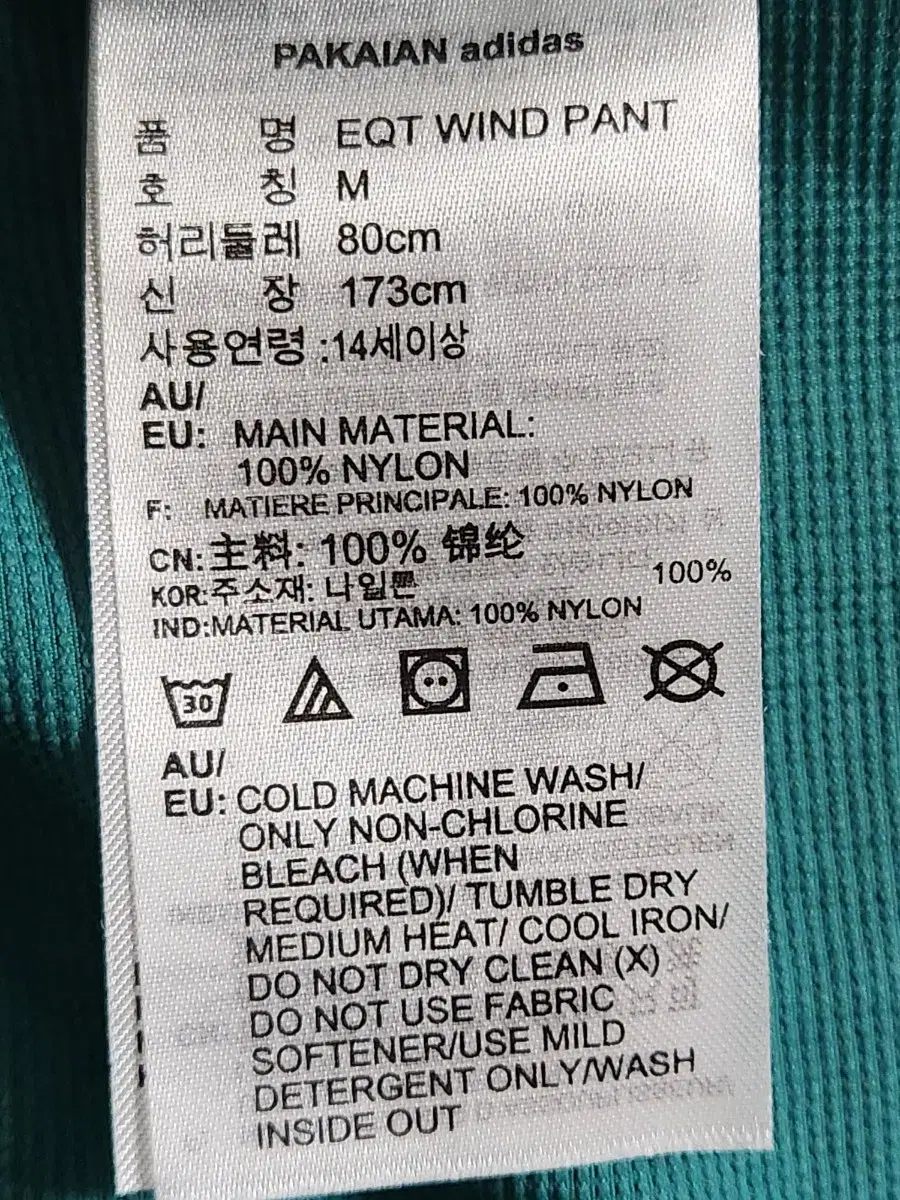 PAKAIAN adidas
품 명 EQT WIND PANT
호 칭 M
허리둘레 80cm
신 장 173cm
사용연령 :14세이상
AU/
EU: MAIN MATERIAL:
100% NYLON
F: MATIERE PRINCIPALE: 100% NYLON
CN:主料: 100% 锦纶
KOR:주소재: 나일론 100%
IND:MATERIAL UTAMA: 100% NYLON
30
AU/
EU: COLD MACHINE WASH/
ONLY NON-CHLORINE
BLEACH (WHEN
REQUIRED)/ TUMBLE DRY
MEDIUM HEAT/ COOL IRON/
DO NOT DRY CLEAN (X)
DO NOT USE FABRIC
SOFTENER/USE MILD
DETERGENT ONLY/WASH
INSIDE OUT